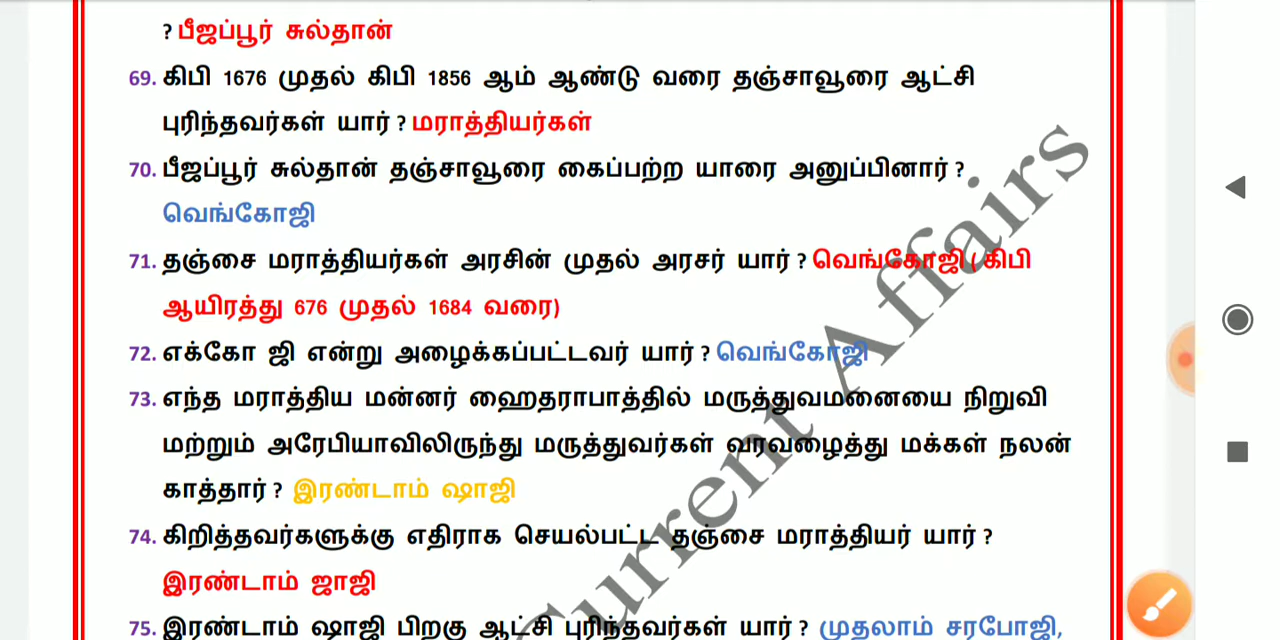 ? பீஜப்பூர் சுல்தான்
69. கிபி 1676 முதல் கிபி 1856 ஆம் ஆண்டு வரை தஞ்சாவூரை ஆட்சி
புரிந்தவர்கள் யார் ? மராத்தியர்கள்
70. பீஜப்பூர் சுல்தான் தஞ்சாவூரை கைப்பற்ற யாரை அனுப்பினார் ?
வெங்கோஜி
71. தஞ்சை மராத்தியர்கள் அரசின் முதல் அரசர் யார் ? வெங்கோஜி ( கிபி
ஆயிரத்து 676 முதல் 1684 வரை)
72. எக்கோ ஜி என்று அழைக்கப்பட்டவர் யார் ? வெங்கோஜி
73. எந்த மராத்திய மன்னர் ஹைதராபாத்தில் மருத்துவமனையை நிறுவி
மற்றும் அரேபியாவிலிருந்து மருத்துவர்கள் வரவழைத்து மக்கள் நலன்
காத்தார் ? இரண்டாம் ஷாஜி
74. கிறித்தவர்களுக்கு எதிராக செயல்பட்ட தஞ்சை மராத்தியர் யார் ?
இரண்டாம் ஜாஜி
75. இரண்டாம் ஷாஜி பிறகு ஆட்சி புரிந்தவர்கள் யார் ? முதலாம் சரபோஜி,
Current Affairs